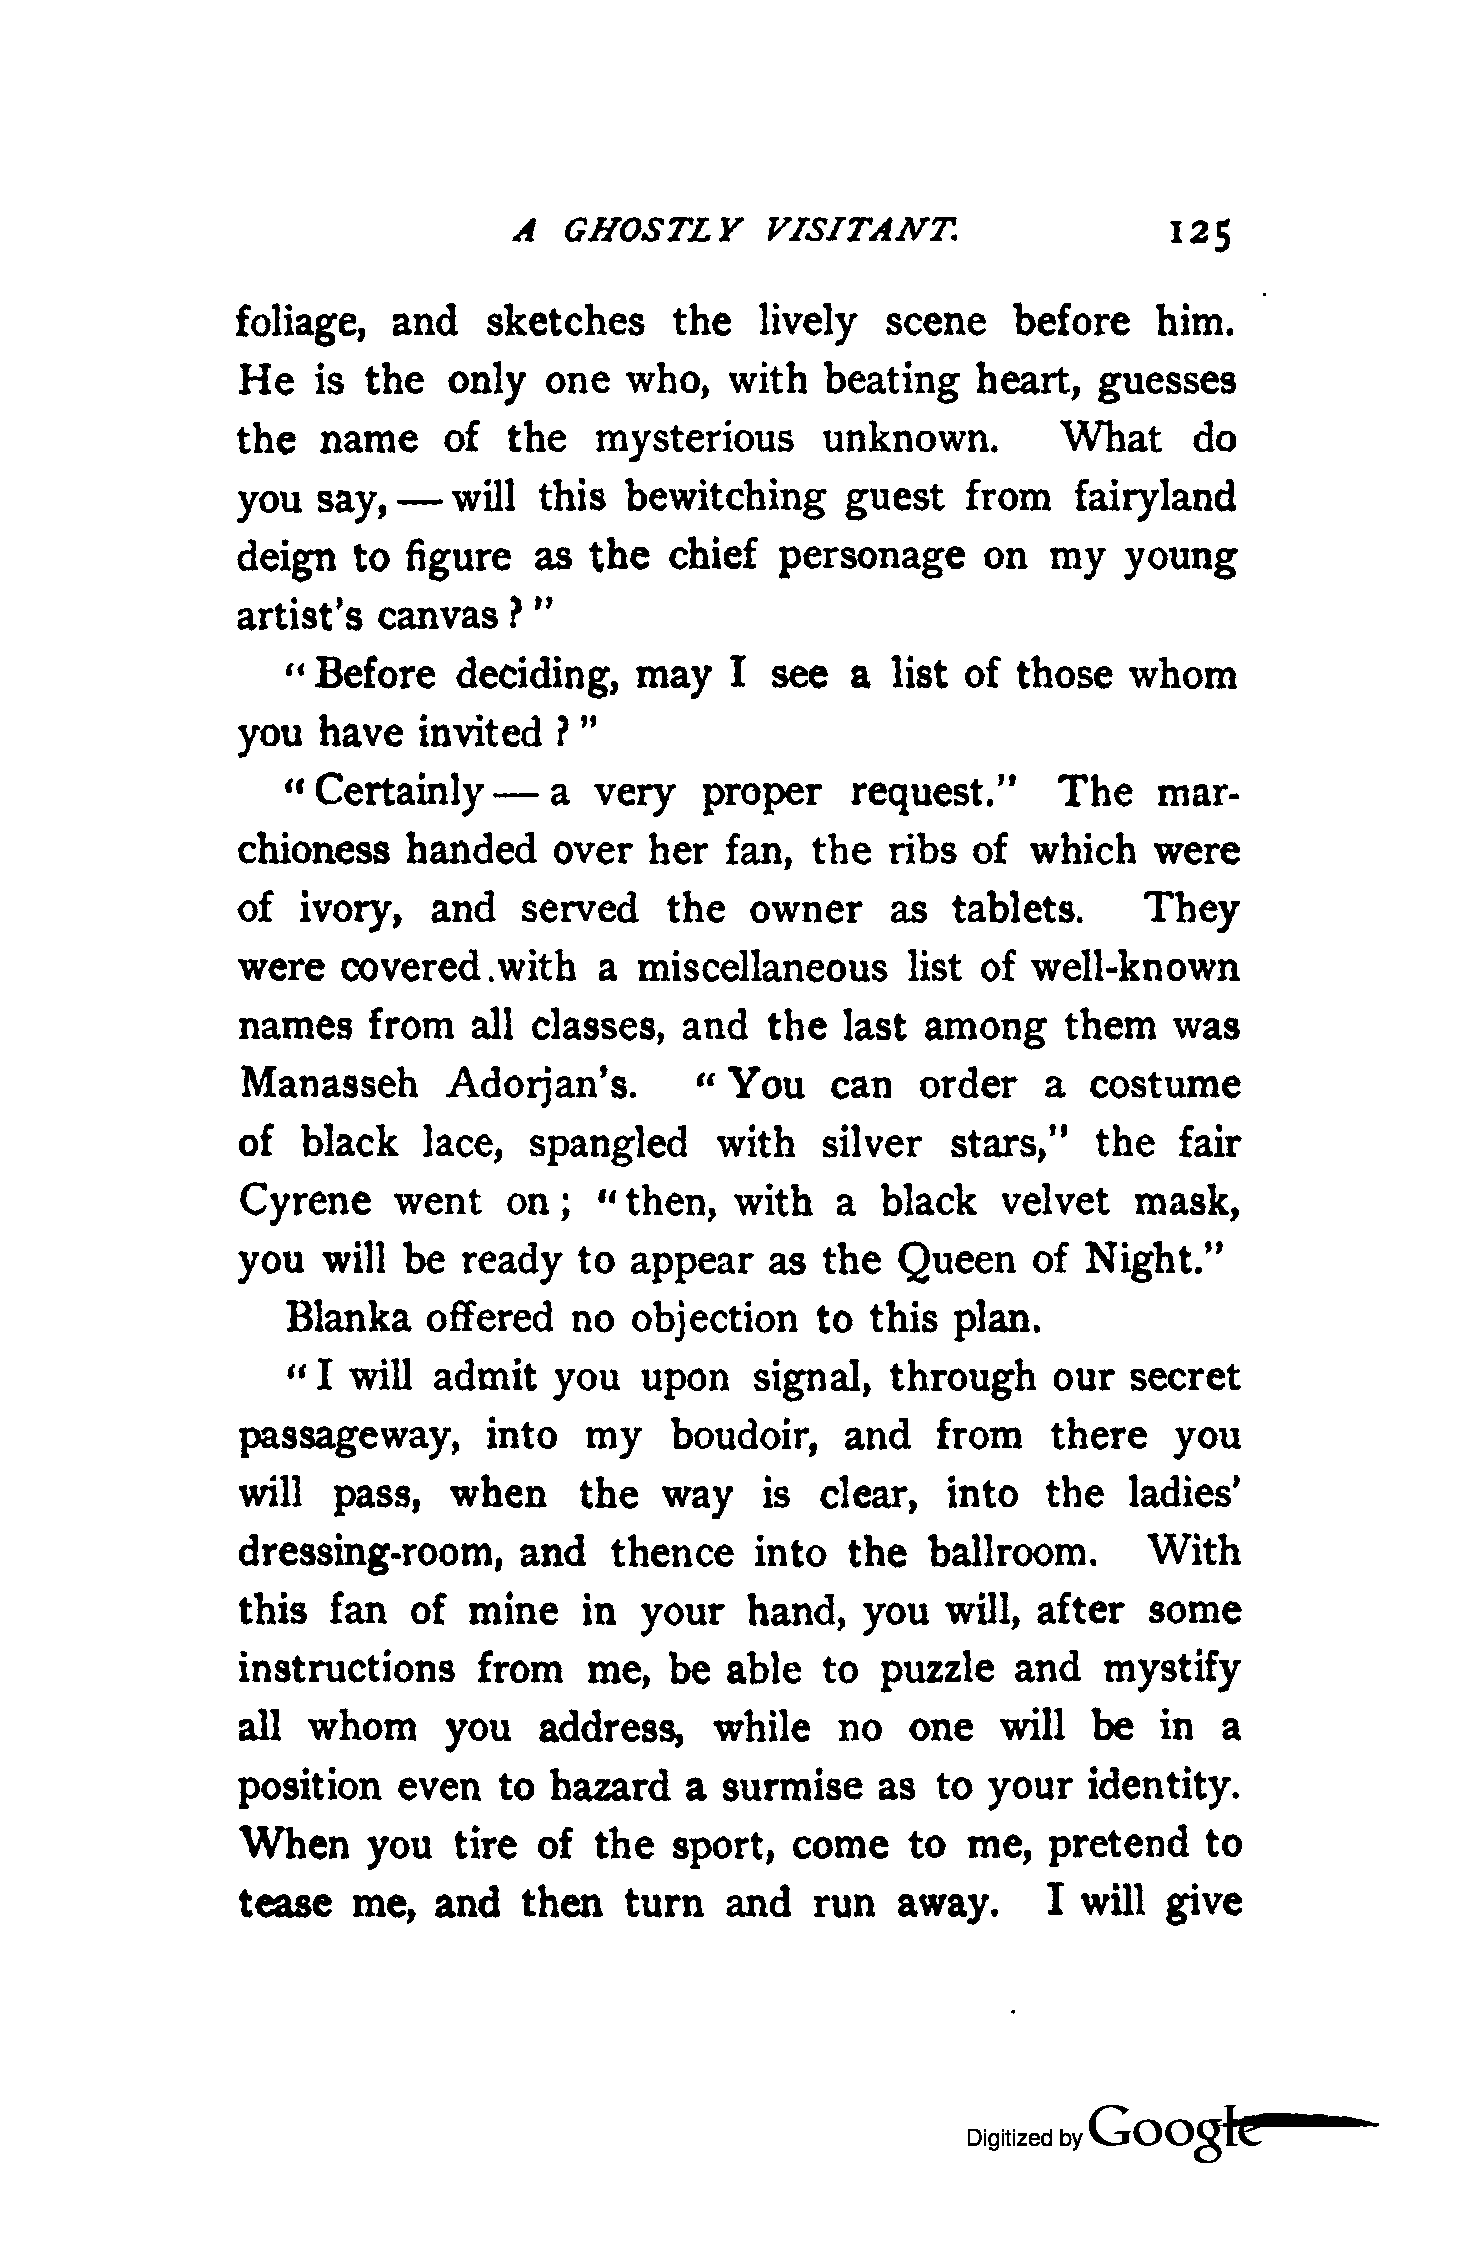 A GHOSTLY VISITANT. 125
foliage, and sketches the lively scene before him.
He is the only one who, with beating heart, guesses
the name of the mysterious unknown. What do
you say, — will this bewitching guest from fairyland
deign to figure as the chief personage on my young
artist's canvas ? "
" Before deciding, may I see a list of those whom
you have invited ? "
" Certainly — a very proper request." The mar-
chioness handed over her fan, the ribs of which were
of ivory, and served the owner as tablets. They
were covered .with a miscellaneous list of well-known
names from all classes, and the last among them was
Manasseh Adorjan's. " You can order a costume
of black lace, spangled with silver stars," the fair
Cyrene went on ; " then, with a black velvet mask,
you will be ready to appear as the Queen of Night."
Blanka offered no objection to this plan.
" I will admit you upon signal, through our secret
passageway, into my boudoir, and from there you
will pass, when the way is clear, into the ladies'
dressing-room, and thence into the ballroom. With
this fan of mine in your hand, you will, after some
instructions from me, be able to puzzle and mystify
all whom you address, while no one will be in a
position even to hazard a surmise as to your identity.
When you tire of the sport, come to me, pretend to
tease me, and then turn and run away. I will give
Digitized by Google